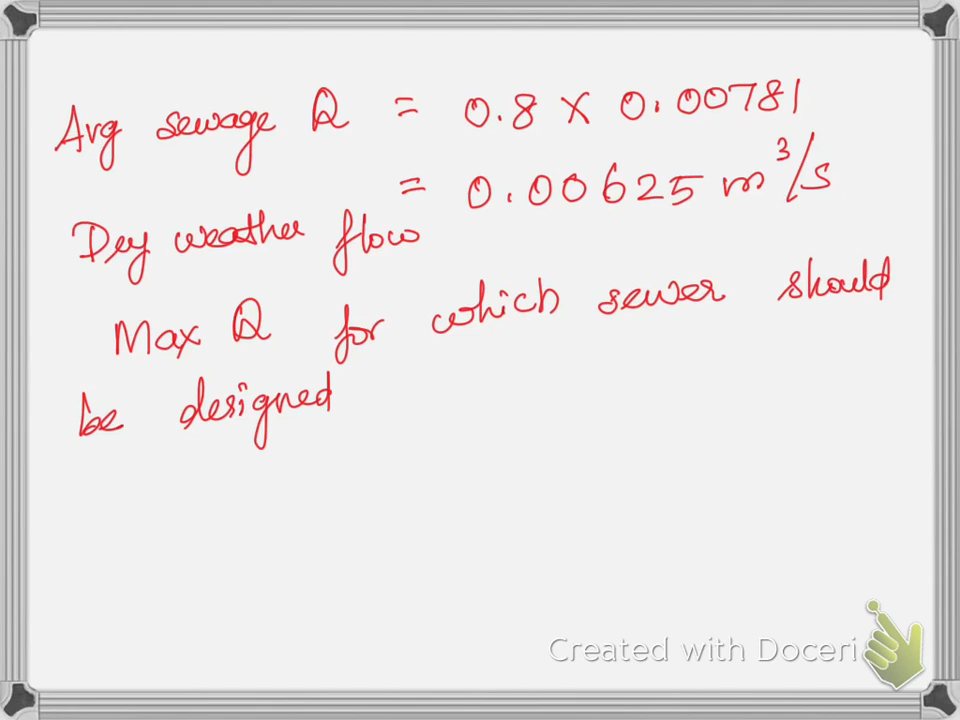 Avg sewage Q = 0.8 × 0.00781
= 0.00625 m³/s
Dry weather flow
Max Q for which sewer should
be designed
Created with Doceri